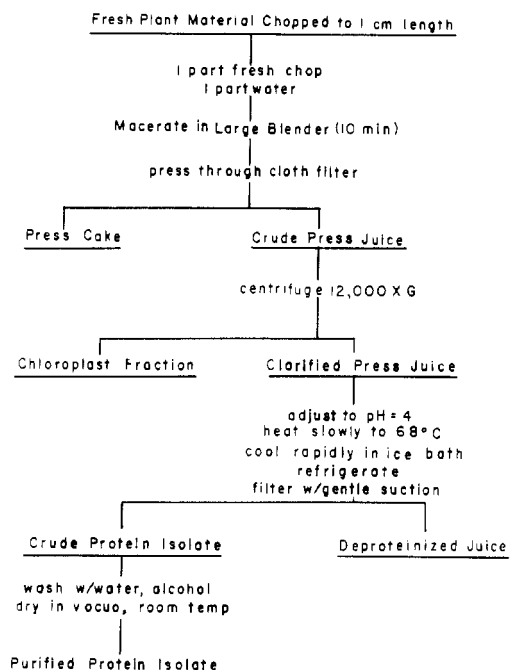 Fresh Plant Material Chopped to 1 cm length
1 part fresh chop
1 part water
Macerate in Large Blender (10 min)
press through cloth filter
Press Cake
Crude Press Juice
centrifuge 12,000 X G
Chloroplast Fraction
Clarified Press Juice
adjust to pH = 4
heat slowly to 68°C
cool rapidly in ice bath
refrigerate
filter w/gentle suction
Crude Protein Isolate
Deproteinized Juice
wash w/water, alcohol
dry in vacuo, room temp
Purified Protein Isolate